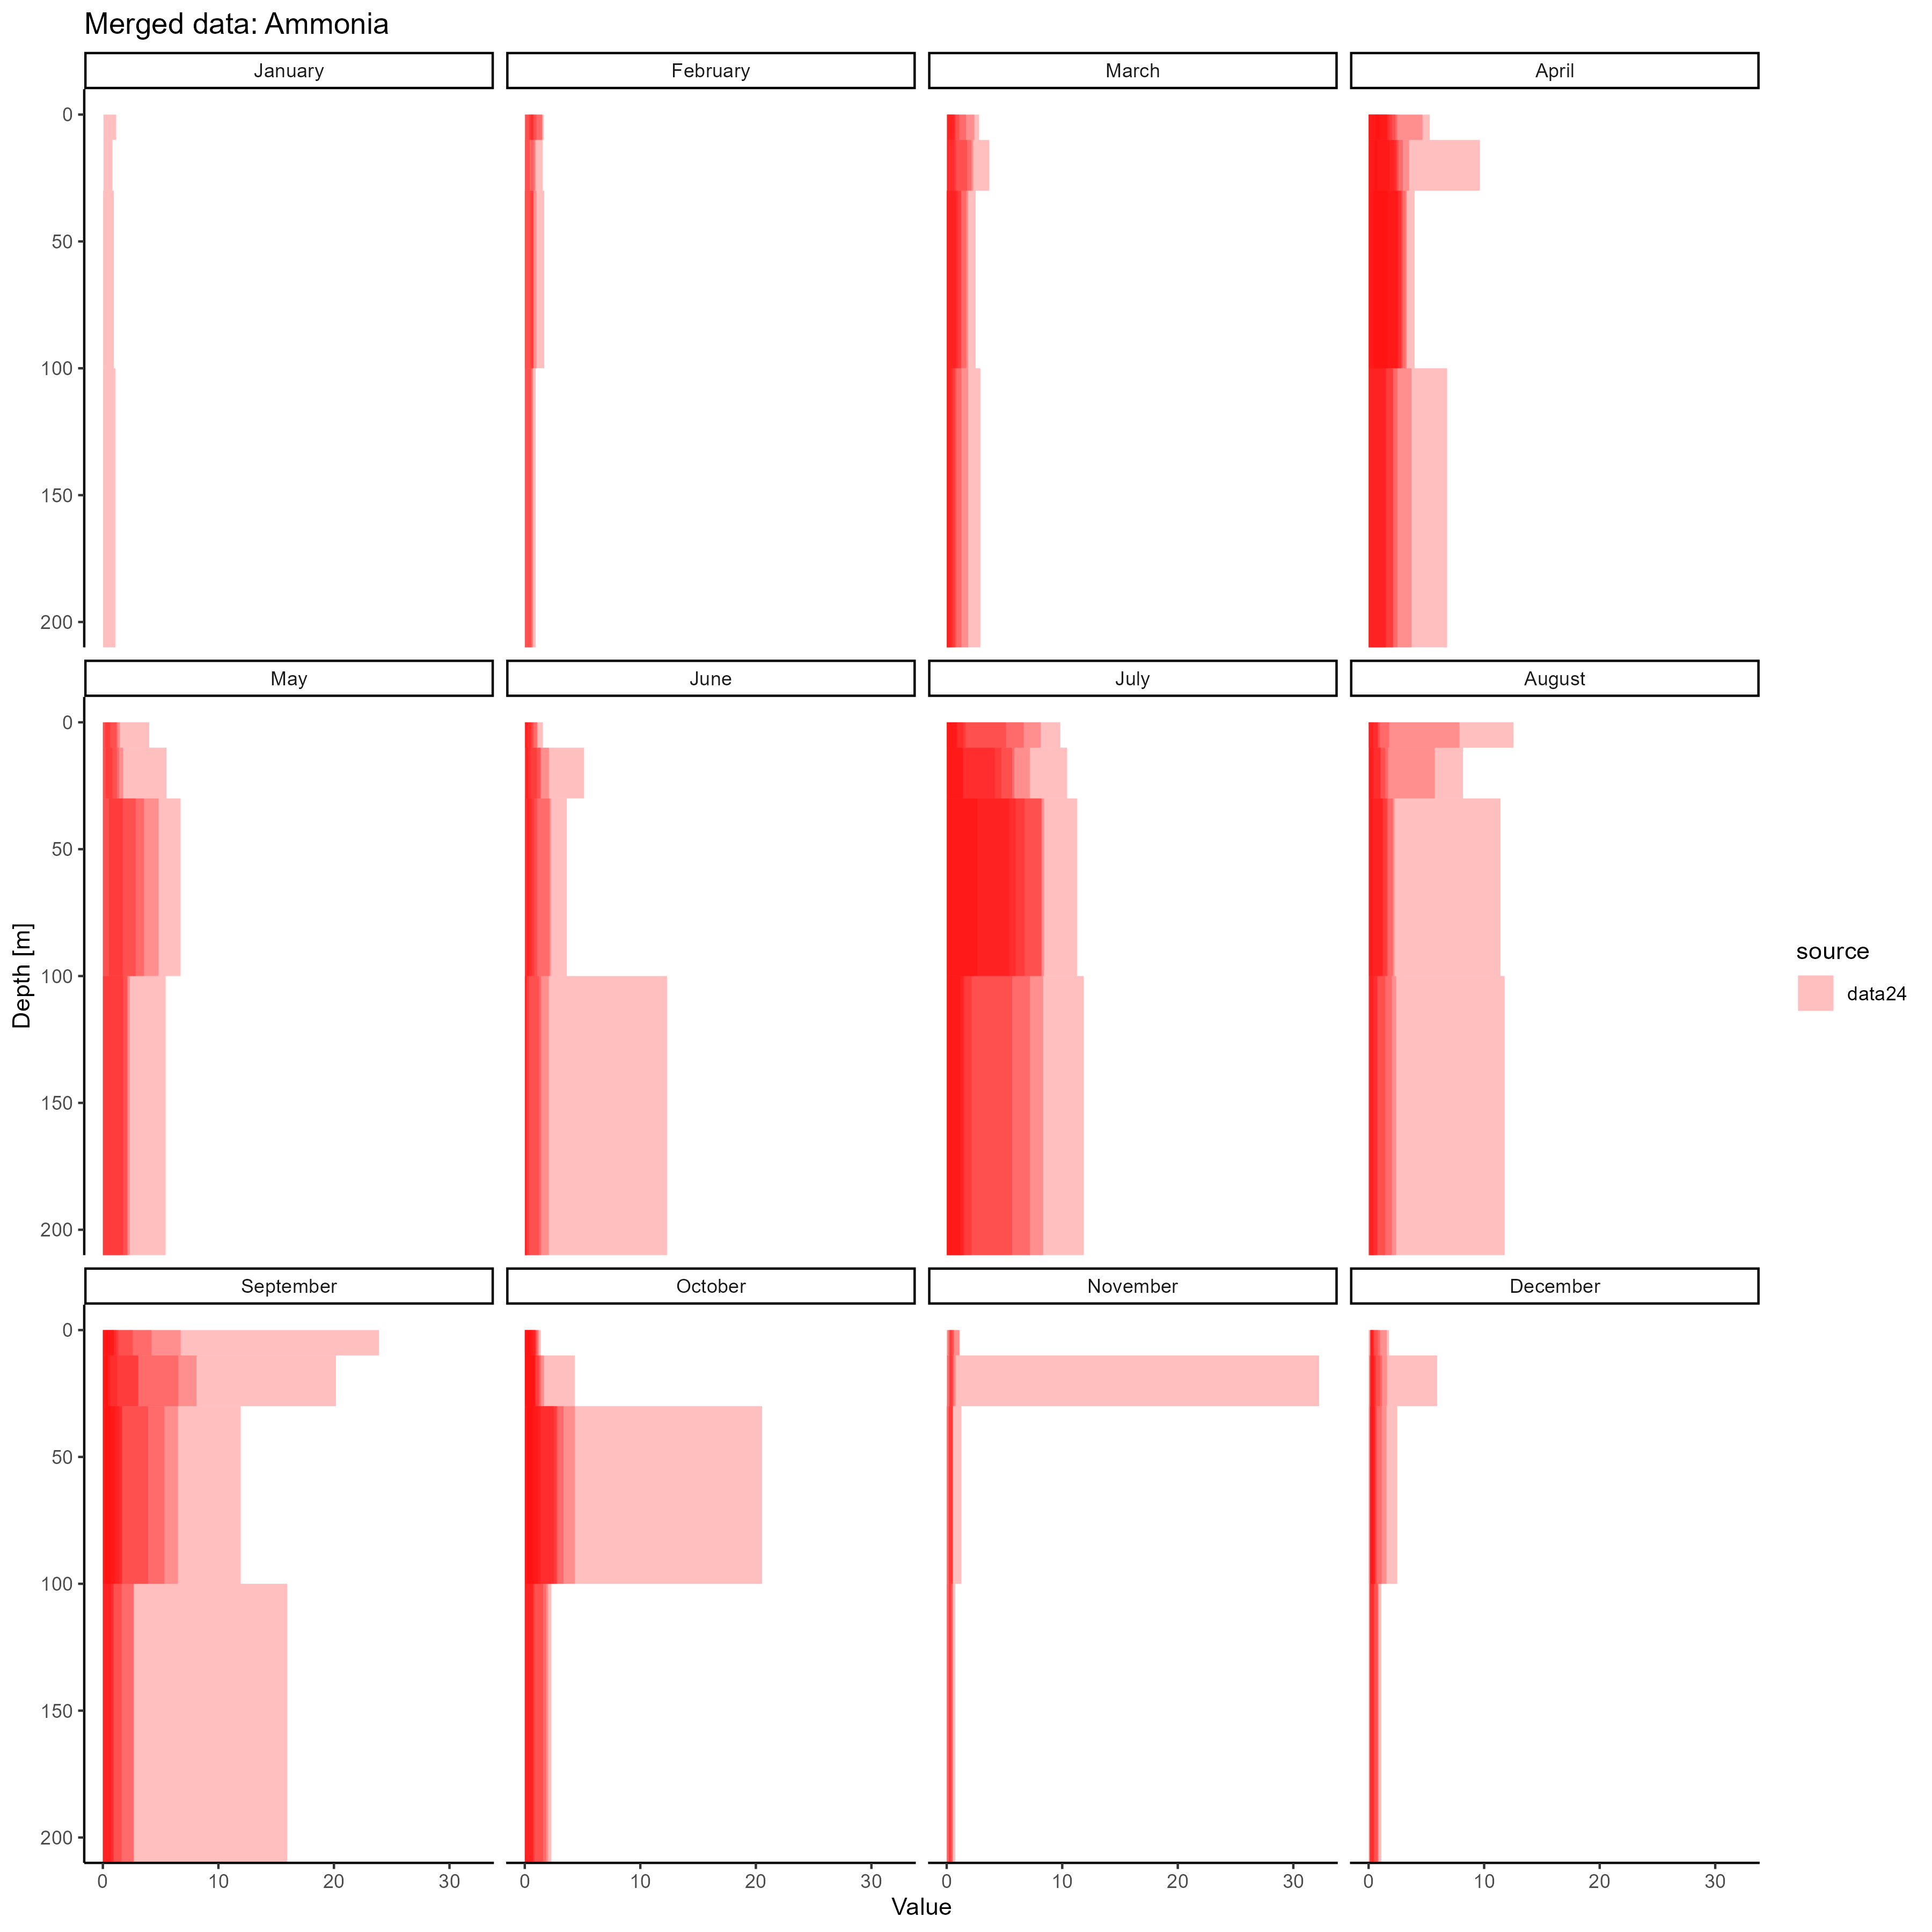 Merged data: Ammonia
January February March April
0
50
100
150
200
May June July August
0
50
100
150
200
September October November December
0
50
100
150
200
0 10 20 30 0 10 20 30 0 10 20 30 0 10 20 30
Value
Depth [m]
source
data24